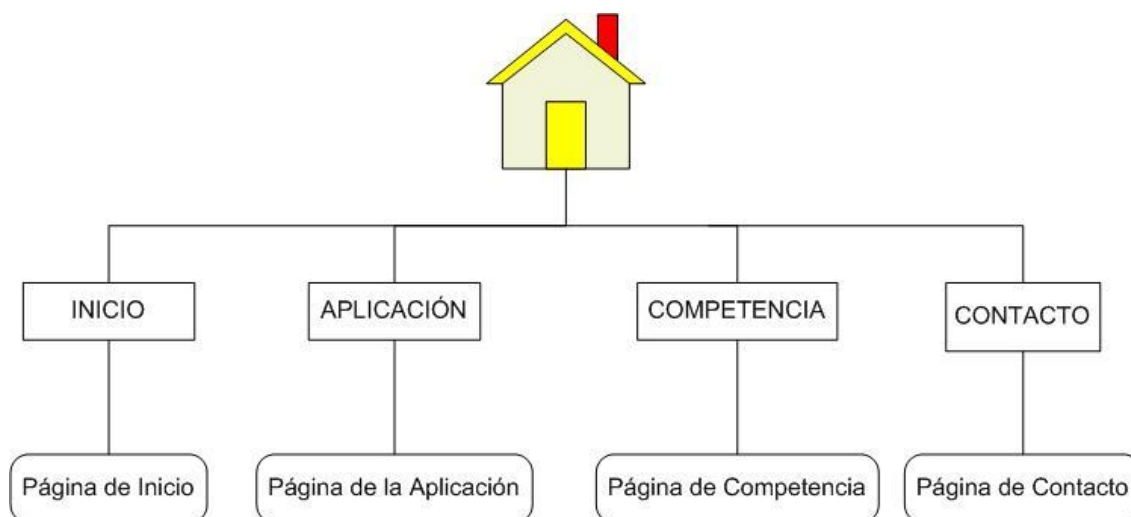 INICIO
APLICACIÓN
COMPETENCIA
CONTACTO
Página de Inicio
Página de la Aplicación
Página de Competencia
Página de Contacto